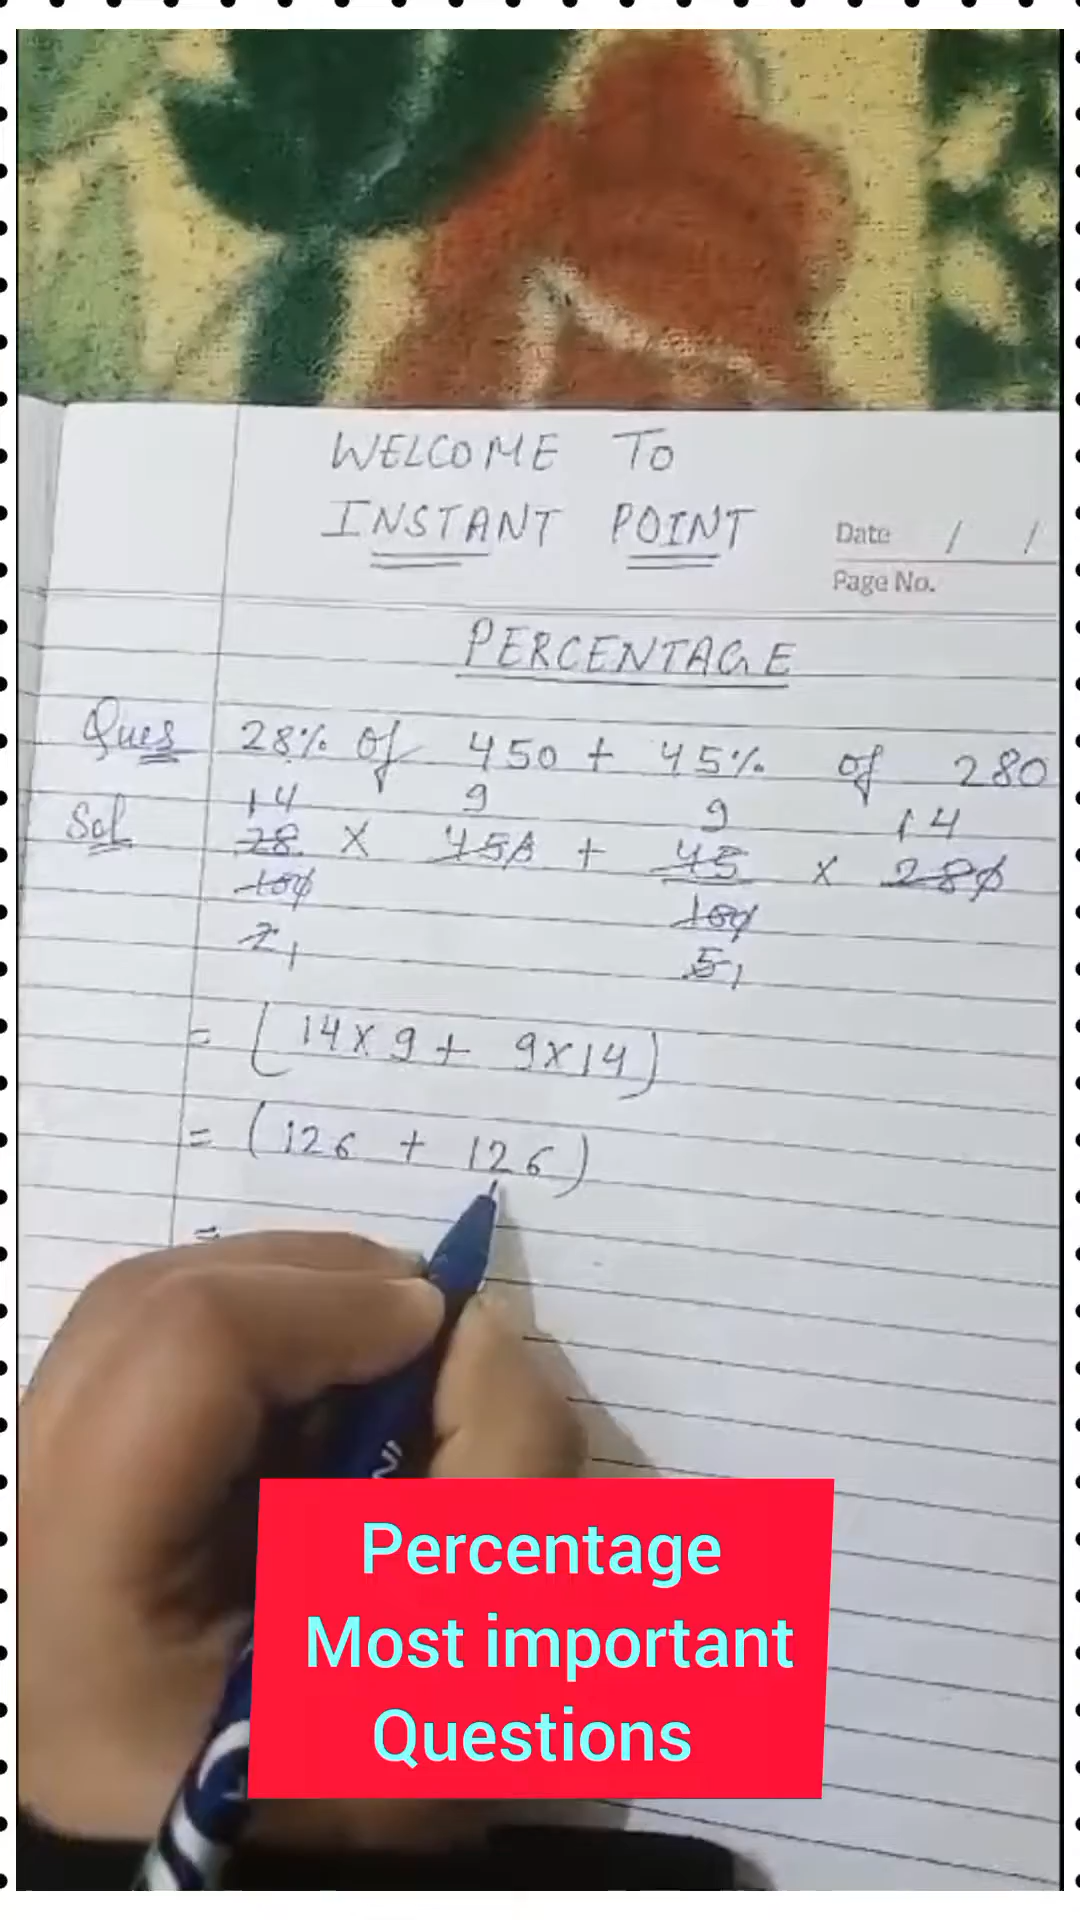 WELCOME TO
INSTANT POINT
Date / /
Page No.
PERCENTAGE
Ques 28% of 450 + 45% of 280
14 9 9 14
Sol 28 X 450 + 45 X 280
100 100
2 1 5 1
= (14 x 9 + 9 x 14)
= (126 + 126)
=
Percentage
Most important
Questions